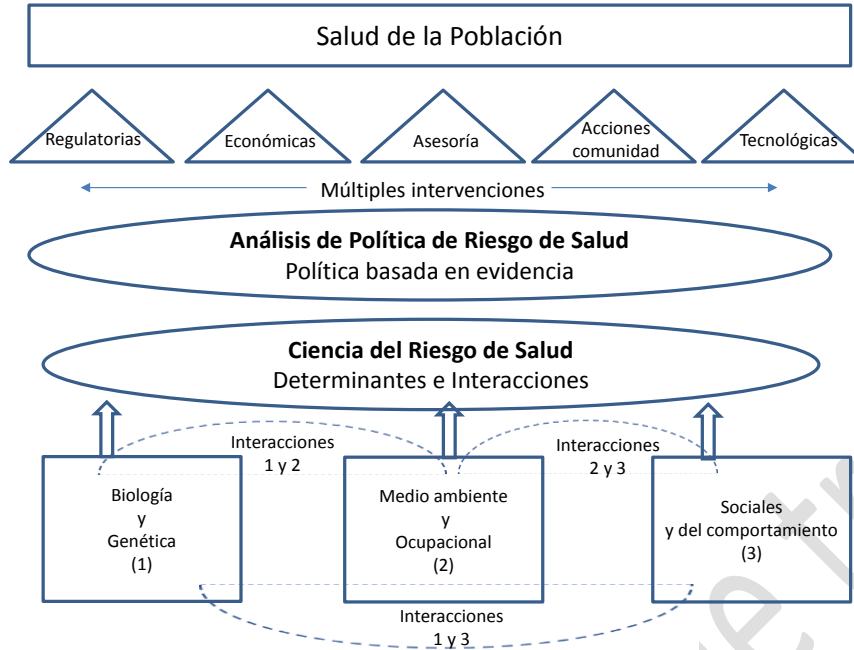 Salud de la Población
Regulatorias
Económicas
Asesoría
Acciones
comunidad
Tecnológicas
Múltiples intervenciones
Análisis de Política de Riesgo de Salud
Política basada en evidencia
Ciencia del Riesgo de Salud
Determinantes e Interacciones
Interacciones
1 y 2
Interacciones
2 y 3
Biología
y
Genética
(1)
Medio ambiente
y
Ocupacional
(2)
Sociales
y del comportamiento
(3)
Interacciones
1 y 3